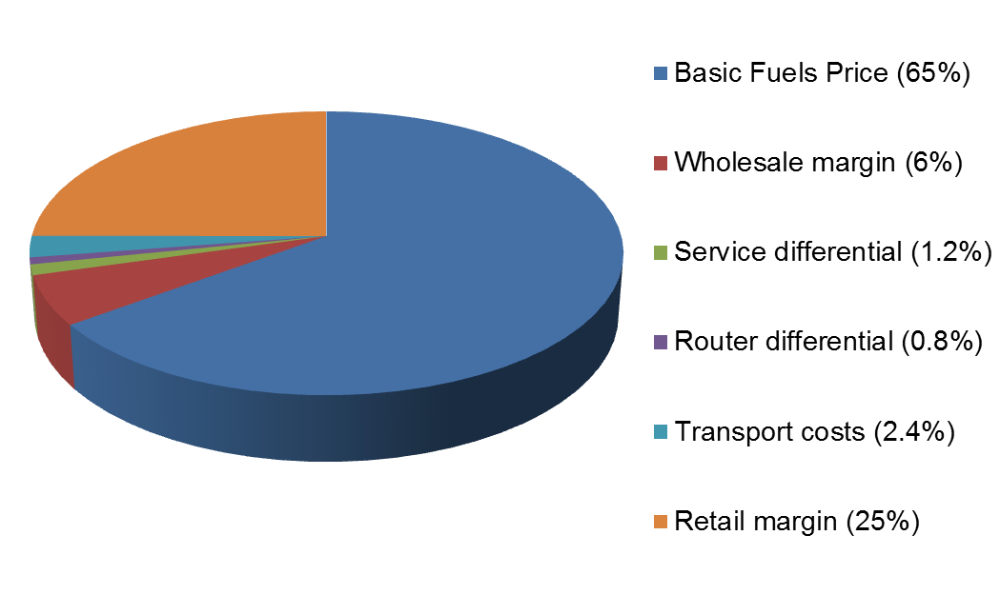 Basic Fuels Price (65%)
Wholesale margin (6%)
Service differential (1.2%)
Router differential (0.8%)
Transport costs (2.4%)
Retail margin (25%)